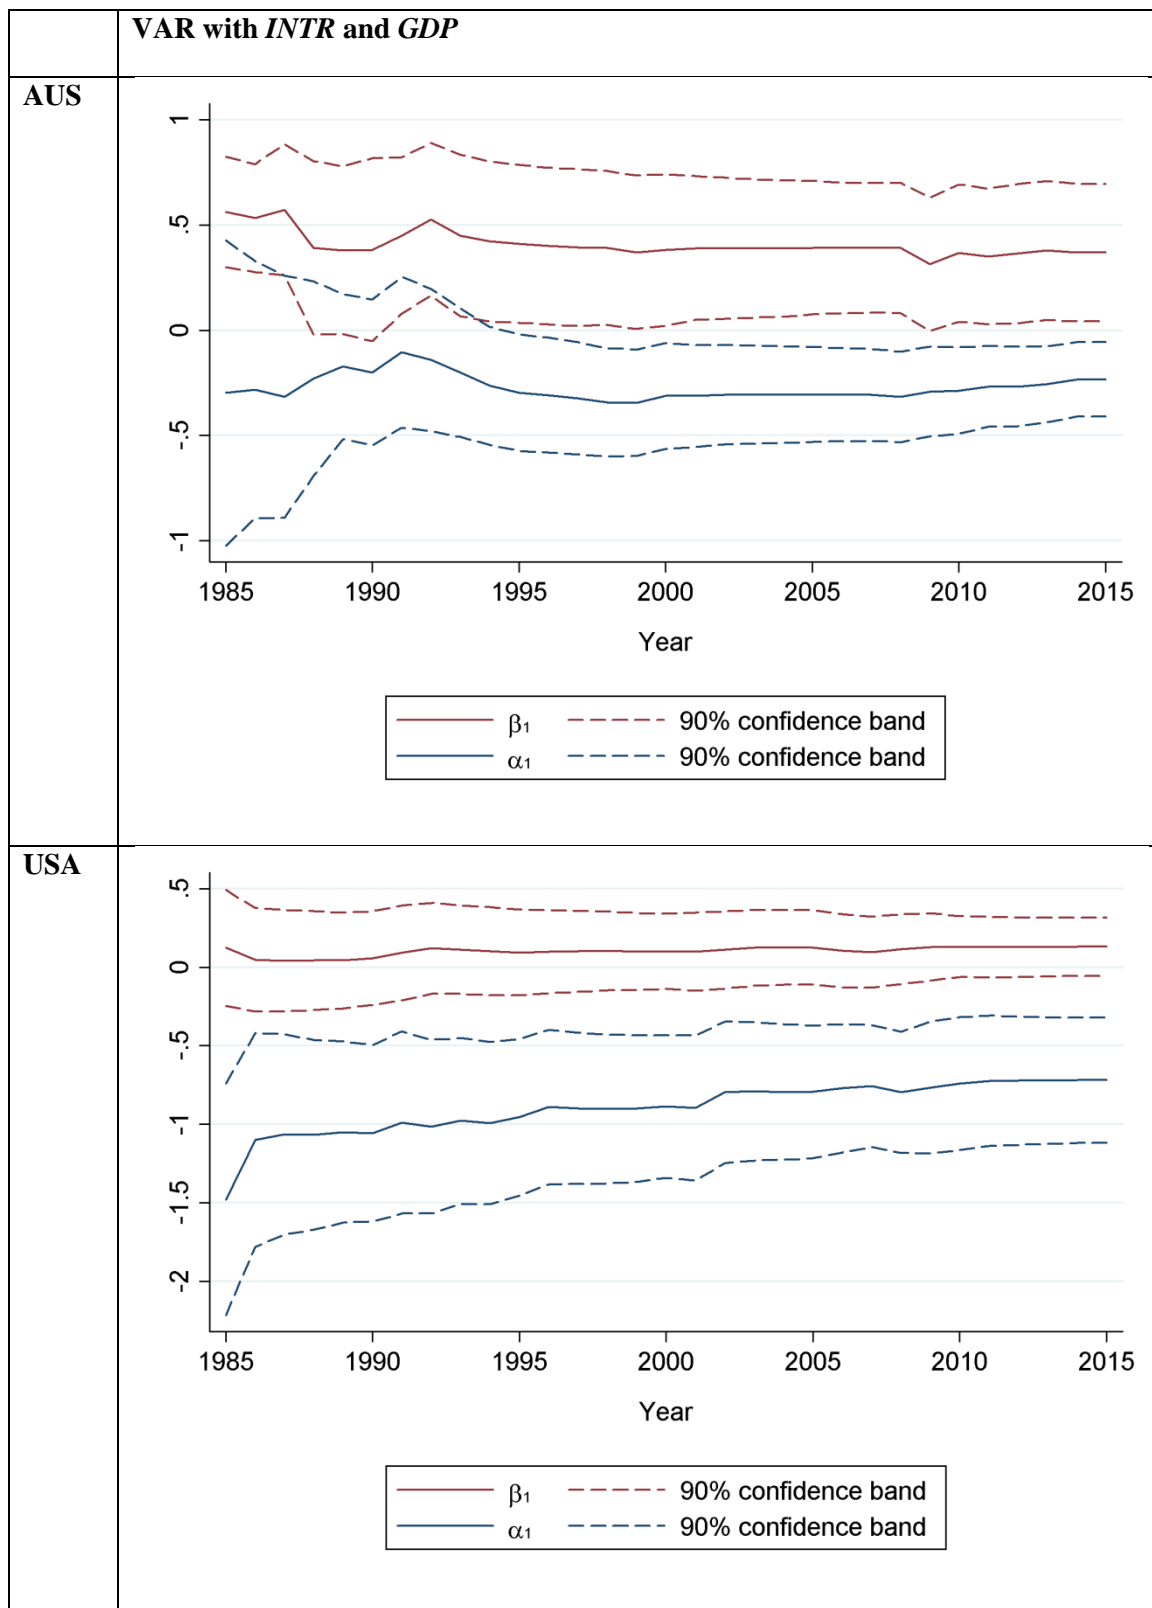 VAR with INTR and GDP
AUS
1
.5
0
-.5
-1
1985 1990 1995 2000 2005 2010 2015
Year
β₁ 90% confidence band
α₁ 90% confidence band
USA
.5
0
-.5
-1
-1.5
-2
1985 1990 1995 2000 2005 2010 2015
Year
β₁ 90% confidence band
α₁ 90% confidence band